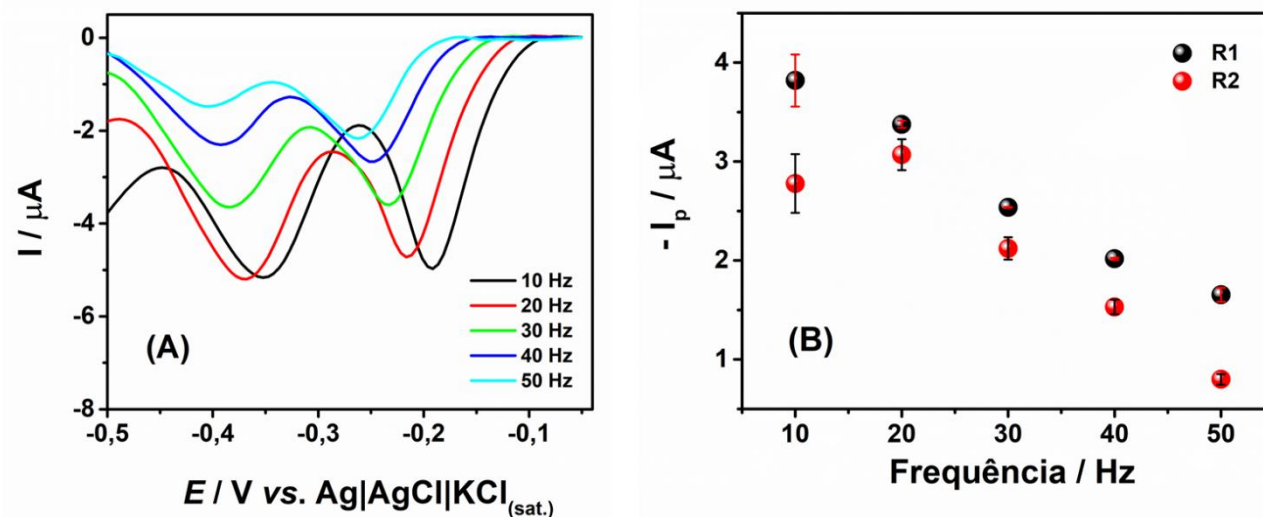 0
-2
-4
-6
-8
I / μA
(A)
10 Hz
20 Hz
30 Hz
40 Hz
50 Hz
-0,5 -0,4 -0,3 -0,2 -0,1
E / V vs. Ag|AgCl|KCl(sat.)
4
3
2
1
- Ip / μA
R1
R2
(B)
10 20 30 40 50
Frequência / Hz